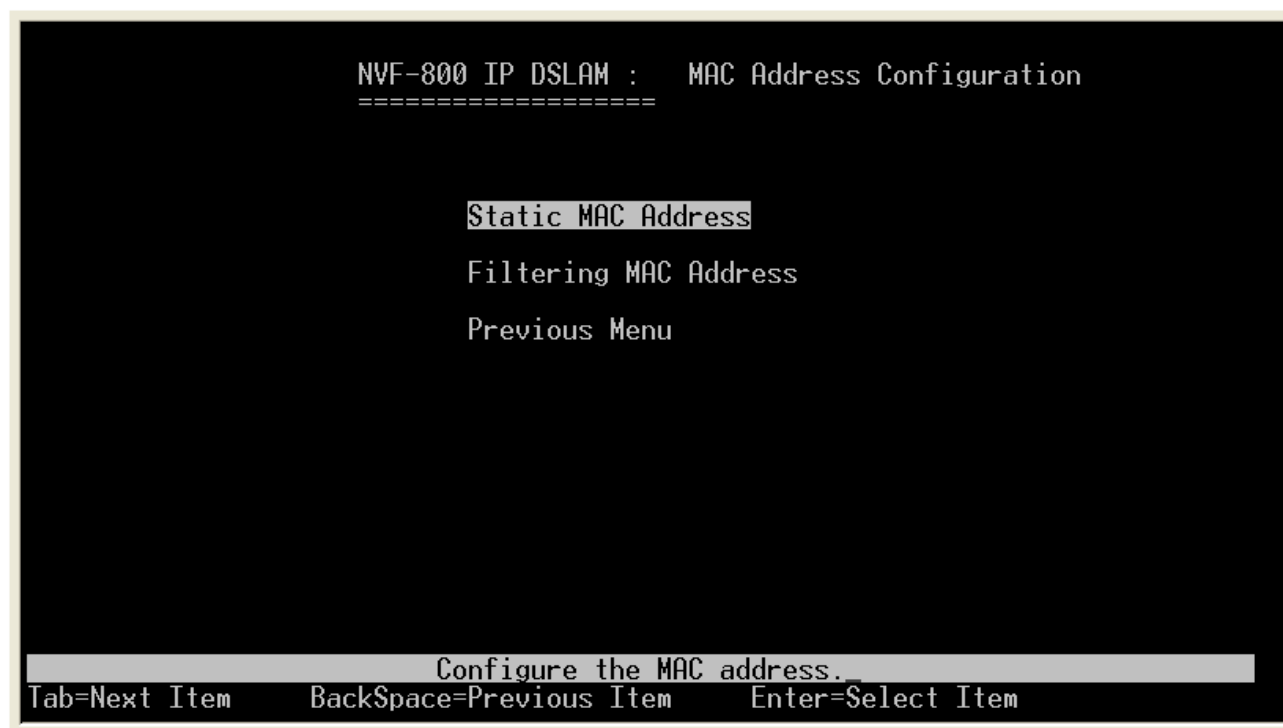 NVF-800 IP DSLAM :   MAC Address Configuration
===================
Static MAC Address
Filtering MAC Address
Previous Menu
Configure the MAC address._
Tab=Next Item     BackSpace=Previous Item     Enter=Select Item